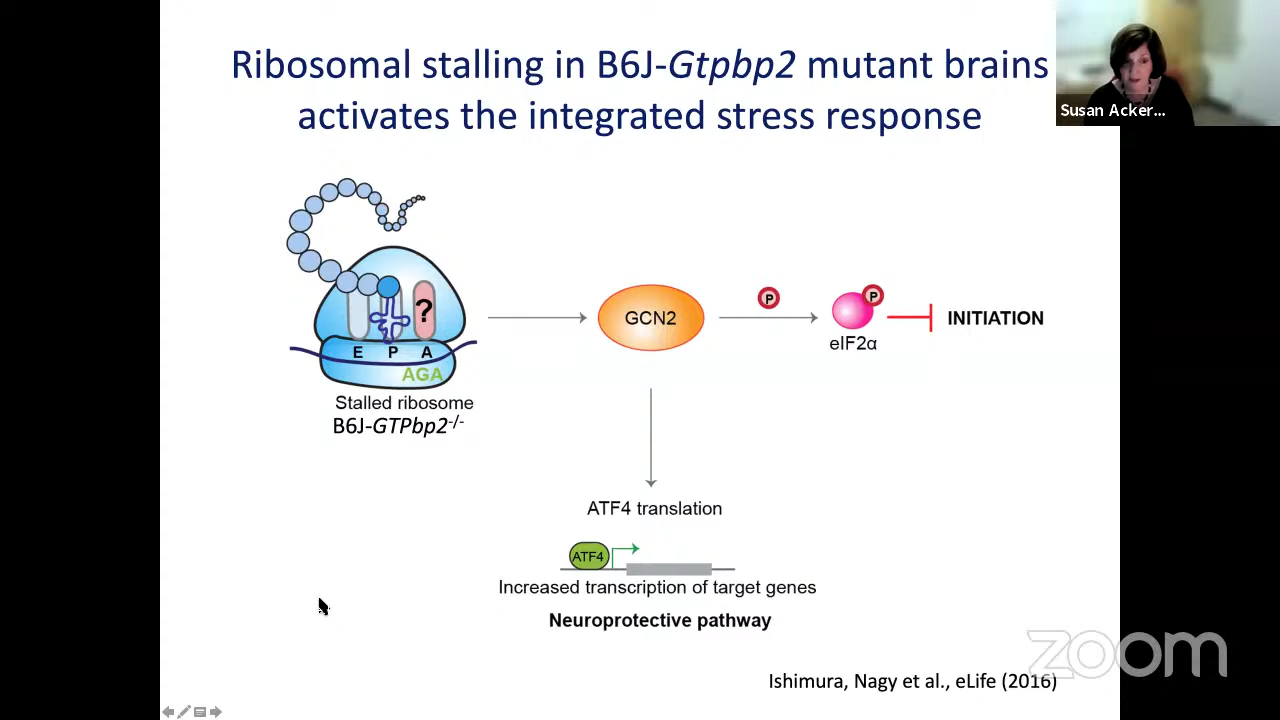 Ribosomal stalling in B6J-Gtpbp2 mutant brains
activates the integrated stress response
Susan Acker...
?
E P A
AGA
Stalled ribosome
B6J-GTPbp2-/-
GCN2
P
P
eIF2α
INITIATION
ATF4 translation
ATF4
Increased transcription of target genes
Neuroprotective pathway
zoom
Ishimura, Nagy et al., eLife (2016)